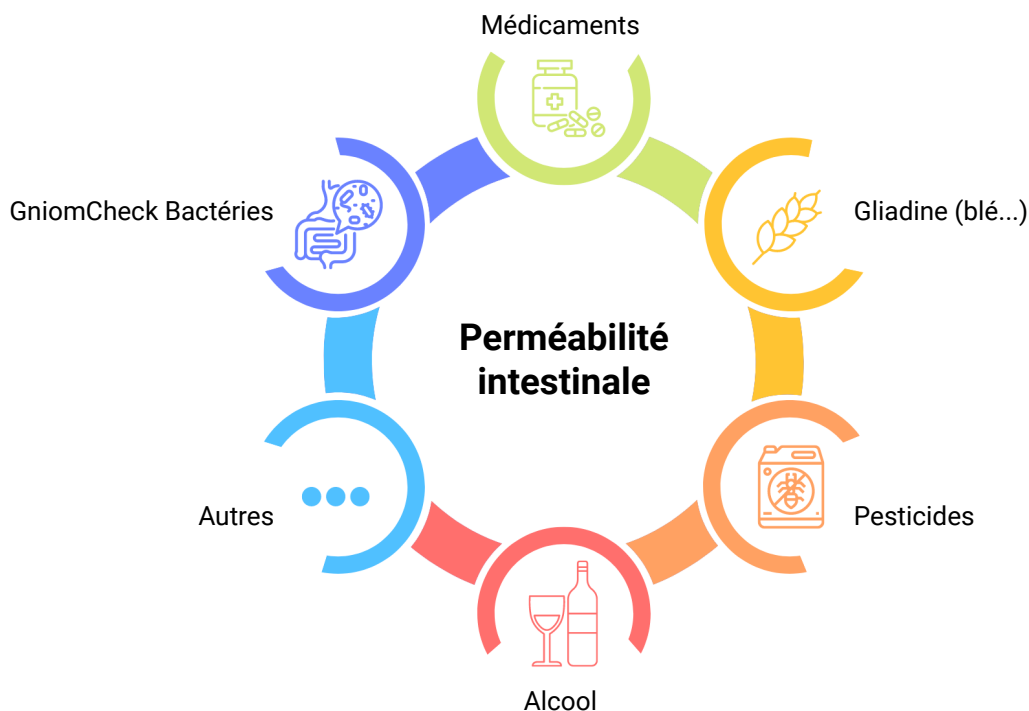 Médicaments
GniomCheck Bactéries
Gliadine (blé...)
Perméabilité
intestinale
Autres
Pesticides
Alcool